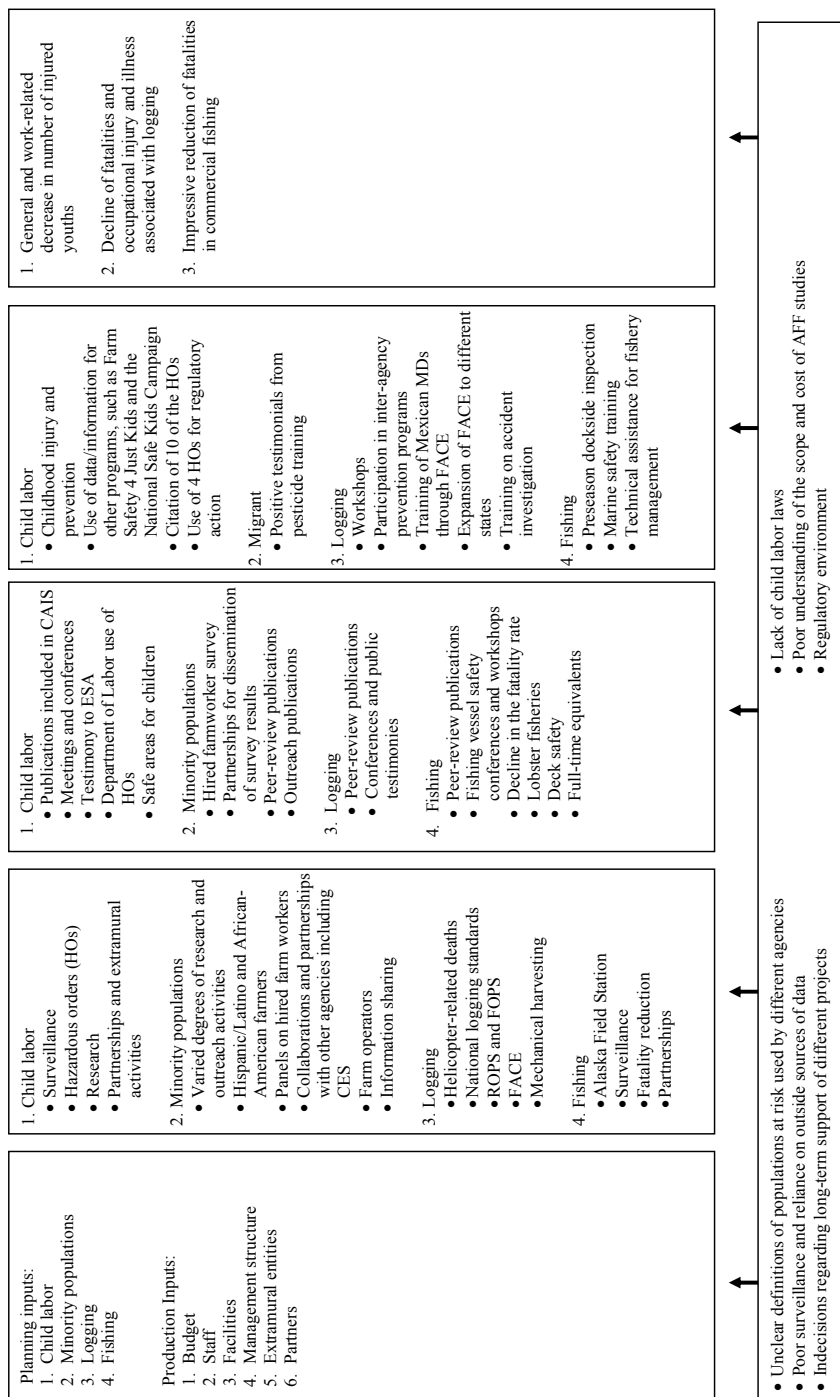 Planning inputs:
1. Child labor
2. Minority populations
3. Logging
4. Fishing
Production Inputs:
1. Budget
2. Staff
3. Facilities
4. Management structure
5. Extramural entities
6. Partners
1. Child labor
• Surveillance
• Hazardous orders (HOs)
• Research
• Partnerships and extramural
activities
2. Minority populations
• Varied degrees of research and
outreach activities
• Hispanic/Latino and African-
American farmers
• Panels on hired farm workers
• Collaborations and partnerships
with other agencies including
CES
• Farm operators
• Information sharing
3. Logging
• Helicopter-related deaths
• National logging standards
• ROPS and FOPS
• FACE
• Mechanical harvesting
4. Fishing
• Alaska Field Station
• Surveillance
• Fatality reduction
• Partnerships
1. Child labor
• Publications included in CAIS
• Meetings and conferences
• Testimony to ESA
• Department of Labor use of
HOs
• Safe areas for children
2. Minority populations
• Hired farmworker survey
• Partnerships for dissemination
of survey results
• Peer-review publications
• Outreach publications
3. Logging
• Peer-review publications
• Conferences and public
testimonies
4. Fishing
• Peer-review publications
• Fishing vessel safety
conferences and workshops
• Decline in the fatality rate
• Lobster fisheries
• Deck safety
• Full-time equivalents
1. Child labor
• Childhood injury and
prevention
• Use of data/information for
other programs, such as Farm
Safety 4 Just Kids and the
National Safe Kids Campaign
• Citation of 10 of the HOs
• Use of 4 HOs for regulatory
action
2. Migrant
• Positive testimonials from
pesticide training
3. Logging
• Workshops
• Participation in inter-agency
prevention programs
• Training of Mexican MDs
through FACE
• Expansion of FACE to different
states
• Training on accident
investigation
4. Fishing
• Preseason dockside inspection
• Marine safety training
• Technical assistance for fishery
management
1. General and work-related
decrease in number of injured
youths
2. Decline of fatalities and
occupational injury and illness
associated with logging
3. Impressive reduction of fatalities
in commercial fishing
• Unclear definitions of populations at risk used by different agencies
• Poor surveillance and reliance on outside sources of data
• Indecisions regarding long-term support of different projects
• Lack of child labor laws
• Poor understanding of the scope and cost of AFF studies
• Regulatory environment